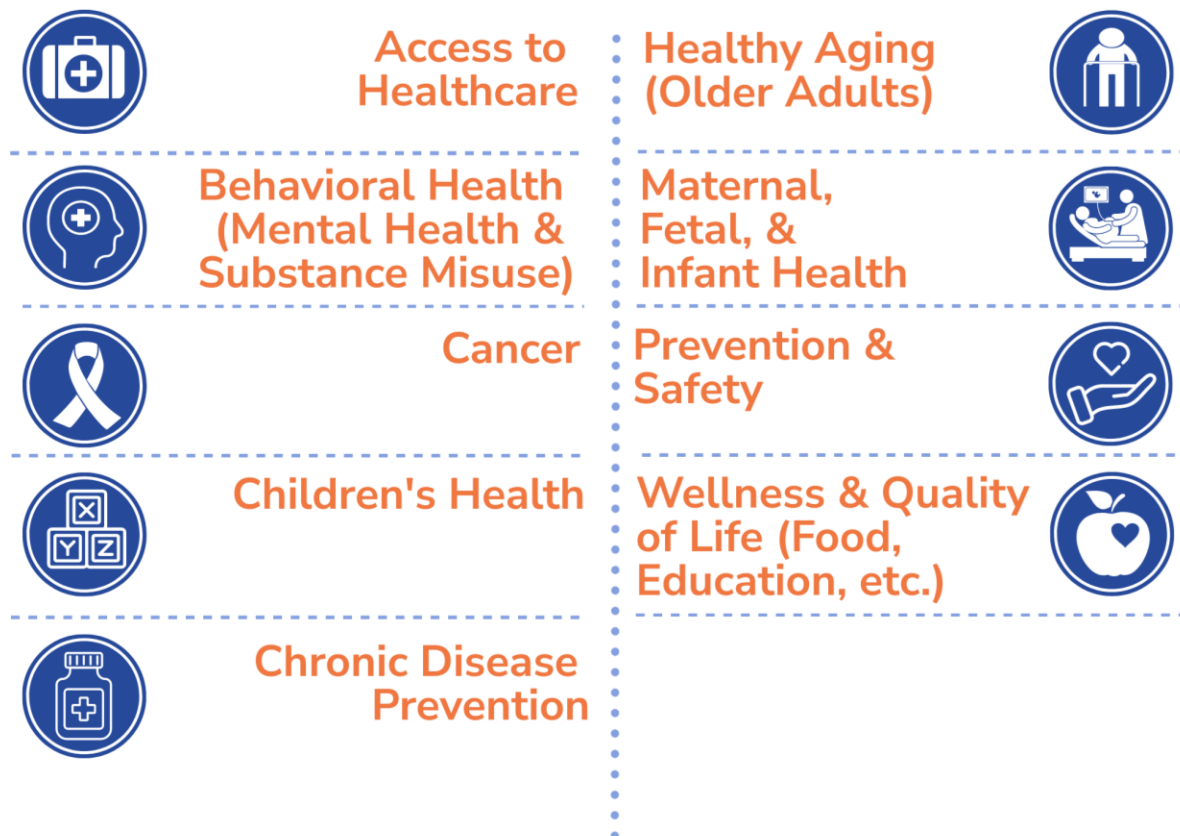 Access to
Healthcare
Behavioral Health
(Mental Health &
Substance Misuse)
Cancer
X
Y Z
Children's Health
Chronic Disease
Prevention
Healthy Aging
(Older Adults)
Maternal,
Fetal, &
Infant Health
Prevention &
Safety
Wellness & Quality
of Life (Food,
Education, etc.)